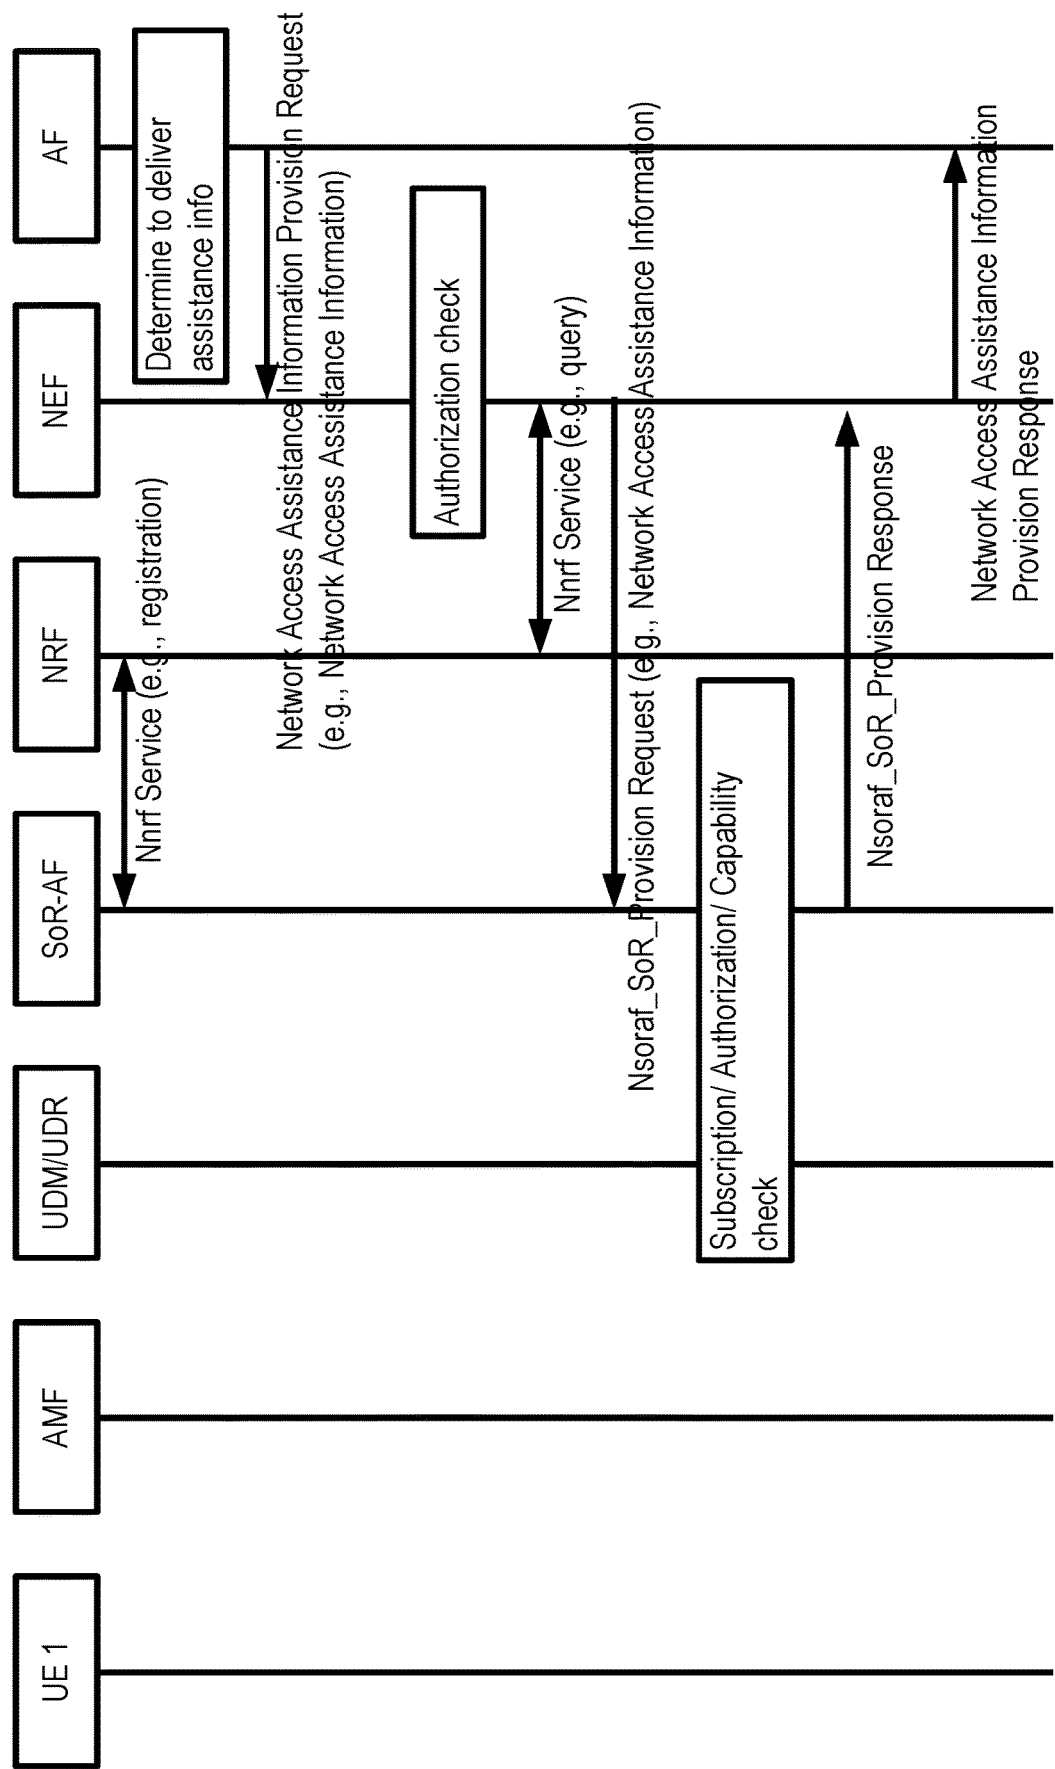 UE 1
AMF
UDM/UDR
SoR-AF
NRF
NEF
AF
Nnrf Service (e.g., registration)
Determine to deliver
assistance info
Network Access Assistance Information Provision Request
(e.g., Network Access Assistance Information)
Authorization check
Nnrf Service (e.g., query)
Nsoraf_SoR_Provision Request (e.g., Network Access Assistance Information)
Subscription/ Authorization/ Capability
check
Nsoraf_SoR_Provision Response
Network Access Assistance Information
Provision Response